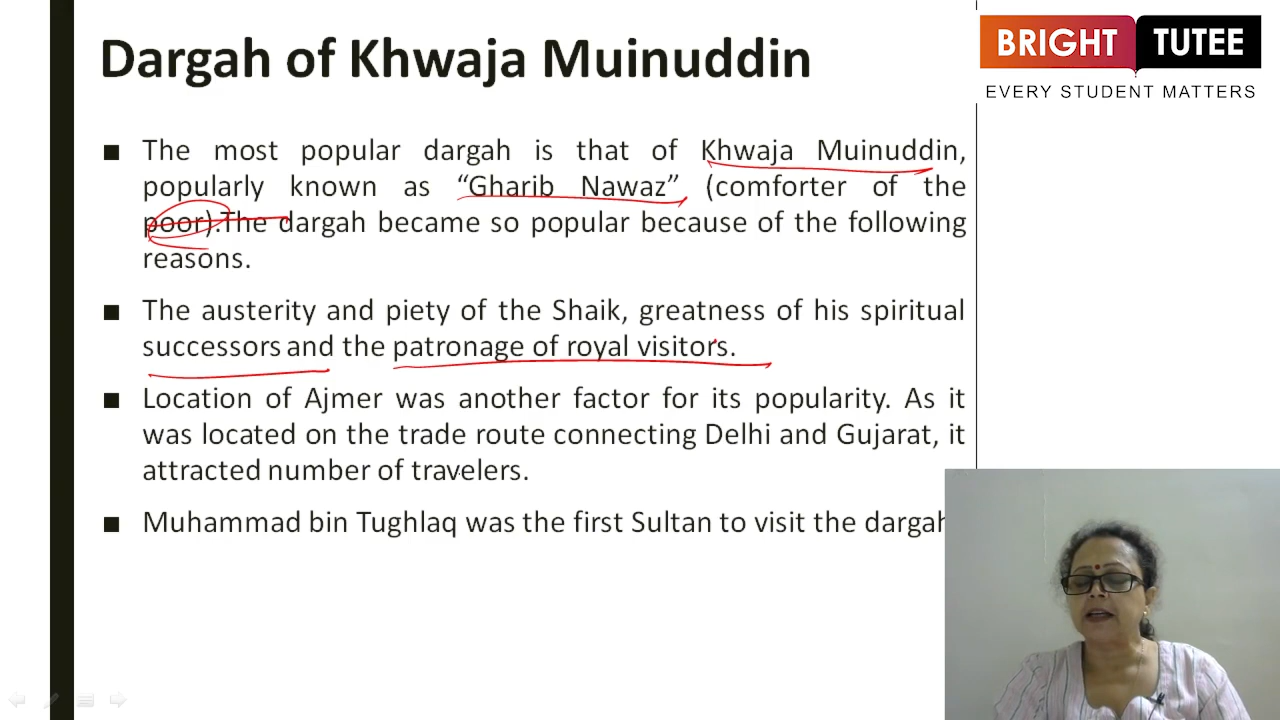 Dargah of Khwaja Muinuddin
BRIGHT TUTEE
EVERY STUDENT MATTERS
■ The most popular dargah is that of Khwaja Muinuddin,
popularly known as “Gharib Nawaz” (comforter of the
poor).The dargah became so popular because of the following
reasons.
■ The austerity and piety of the Shaik, greatness of his spiritual
successors and the patronage of royal visitors.
■ Location of Ajmer was another factor for its popularity. As it
was located on the trade route connecting Delhi and Gujarat, it
attracted number of travelers.
■ Muhammad bin Tughlaq was the first Sultan to visit the dargah